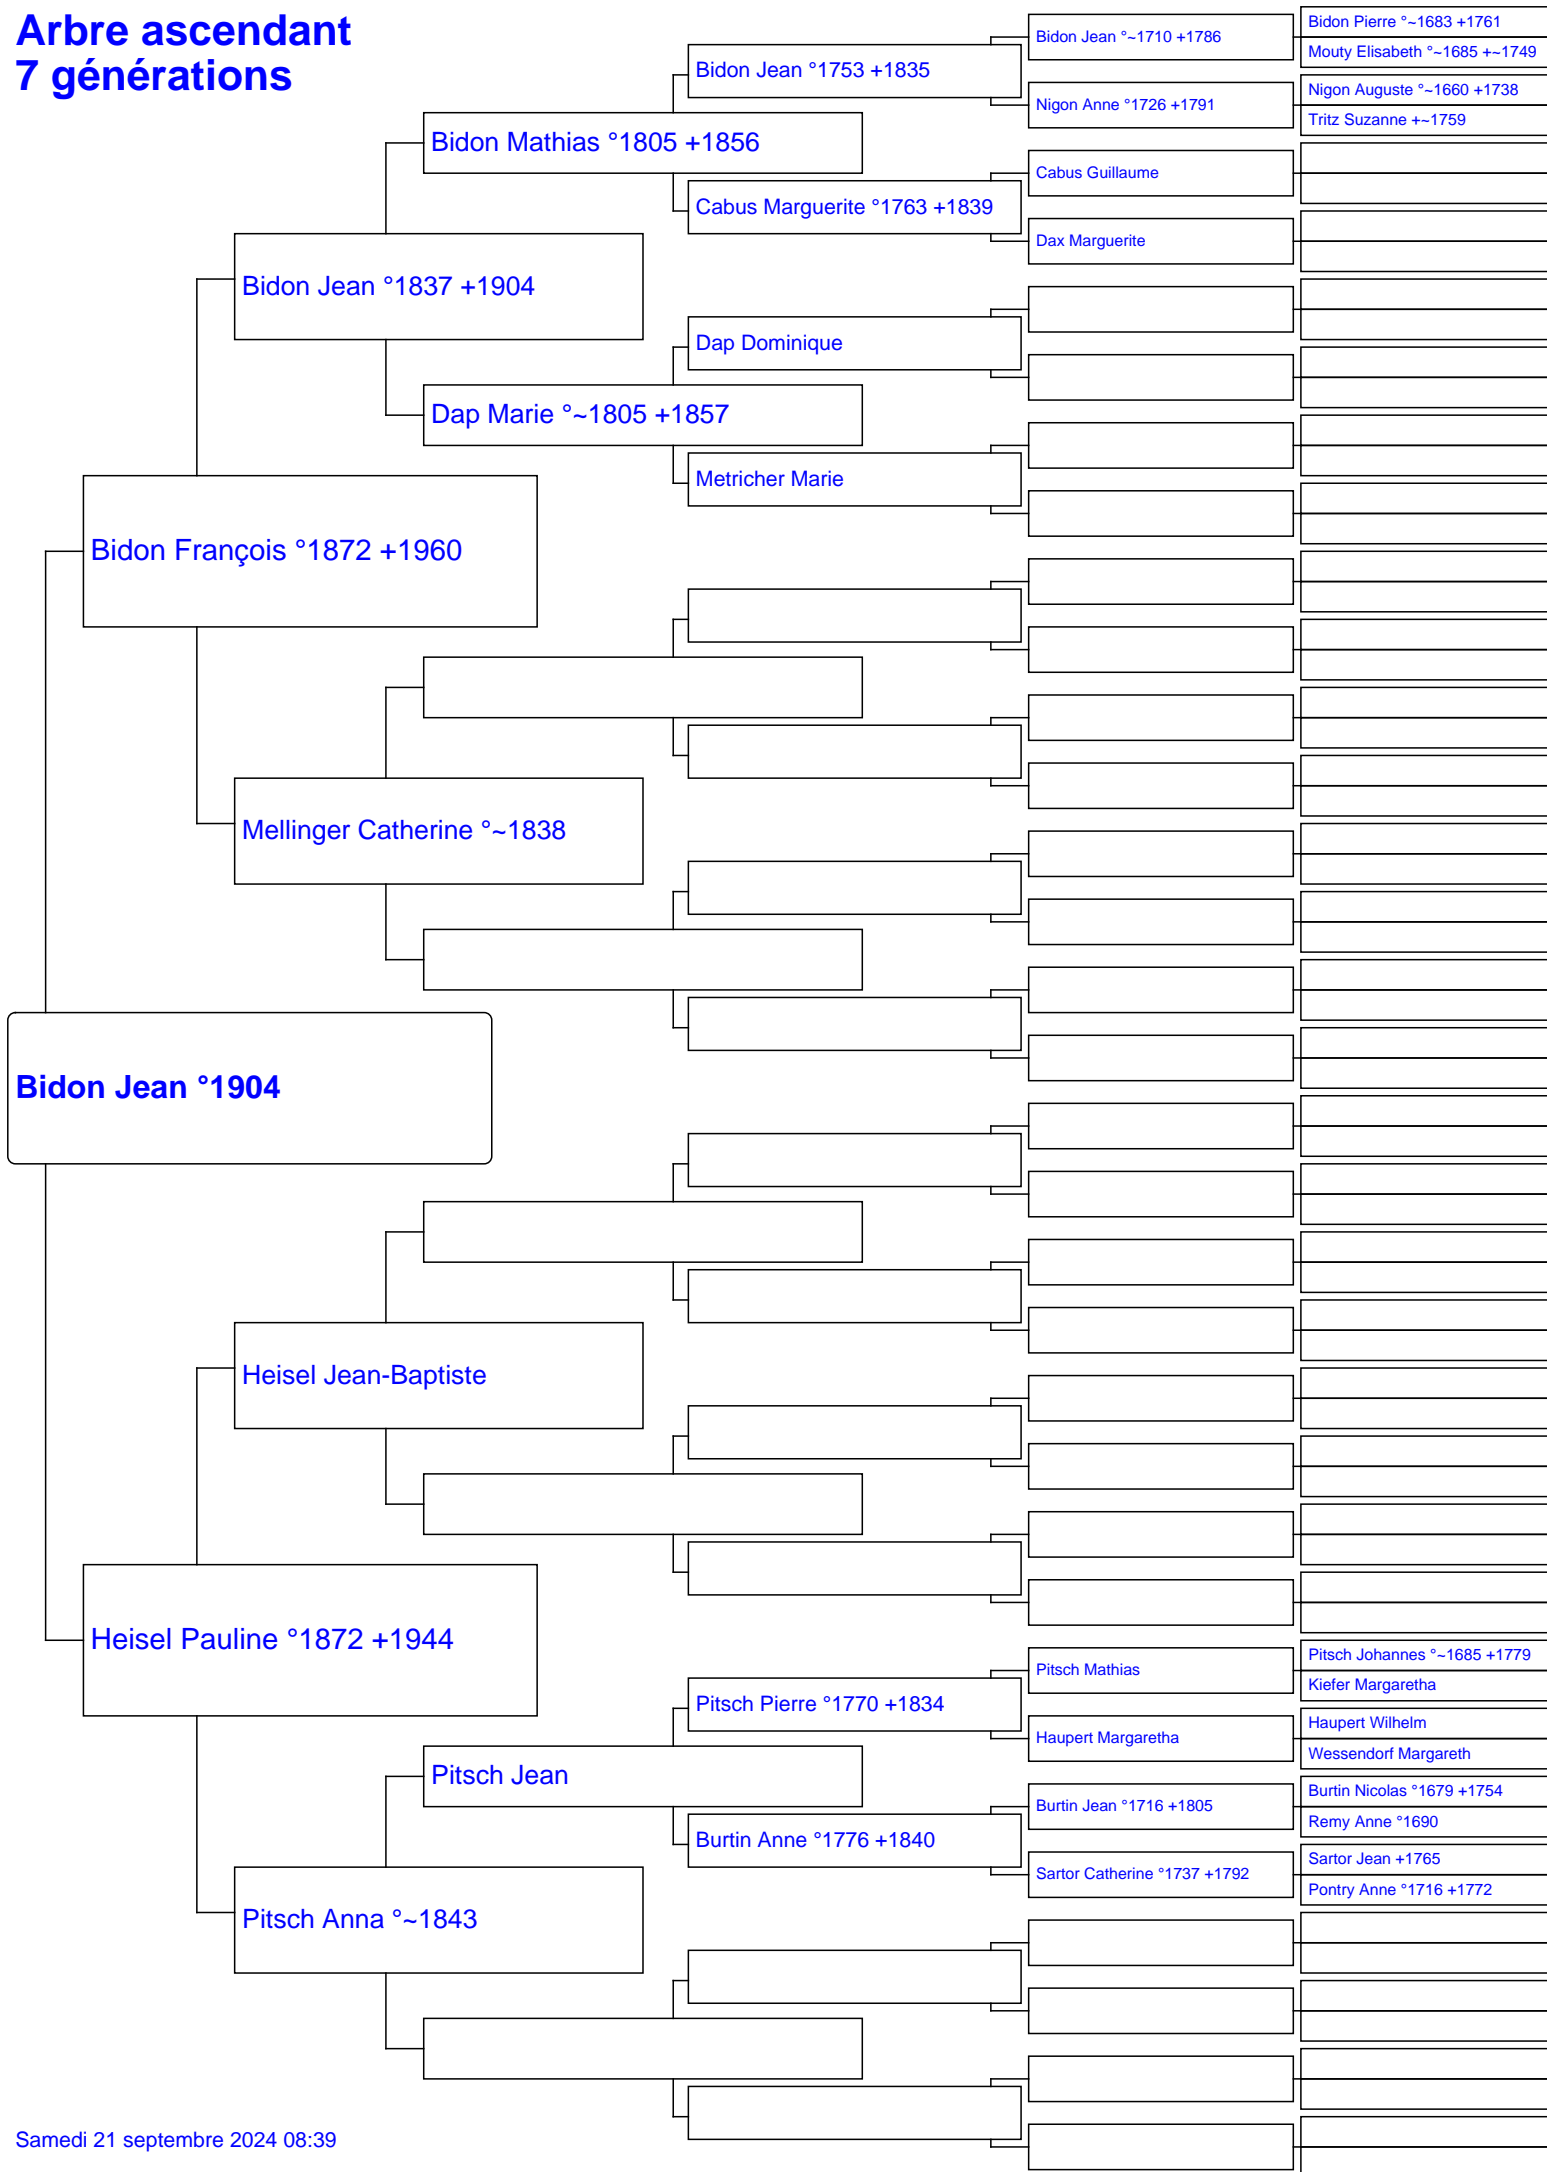 Arbre ascendant
7 générations
Bidon Jean °~1710 +1786
Bidon Pierre °~1683 +1761
Mouty Elisabeth °~1685 +~1749
Bidon Jean °1753 +1835
Nigon Anne °1726 +1791
Nigon Auguste °~1660 +1738
Tritz Suzanne +~1759
Bidon Mathias °1805 +1856
Cabus Guillaume
Cabus Marguerite °1763 +1839
Dax Marguerite
Bidon Jean °1837 +1904
Dap Dominique
Dap Marie °~1805 +1857
Metricher Marie
Bidon François °1872 +1960
Mellinger Catherine °~1838
Bidon Jean °1904
Heisel Jean-Baptiste
Heisel Pauline °1872 +1944
Pitsch Mathias
Pitsch Johannes °~1685 +1779
Kiefer Margaretha
Pitsch Pierre °1770 +1834
Haupert Margaretha
Haupert Wilhelm
Wessendorf Margareth
Pitsch Jean
Burtin Jean °1716 +1805
Burtin Nicolas °1679 +1754
Remy Anne °1690
Burtin Anne °1776 +1840
Sartor Catherine °1737 +1792
Sartor Jean +1765
Pontry Anne °1716 +1772
Pitsch Anna °~1843
Samedi 21 septembre 2024 08:39